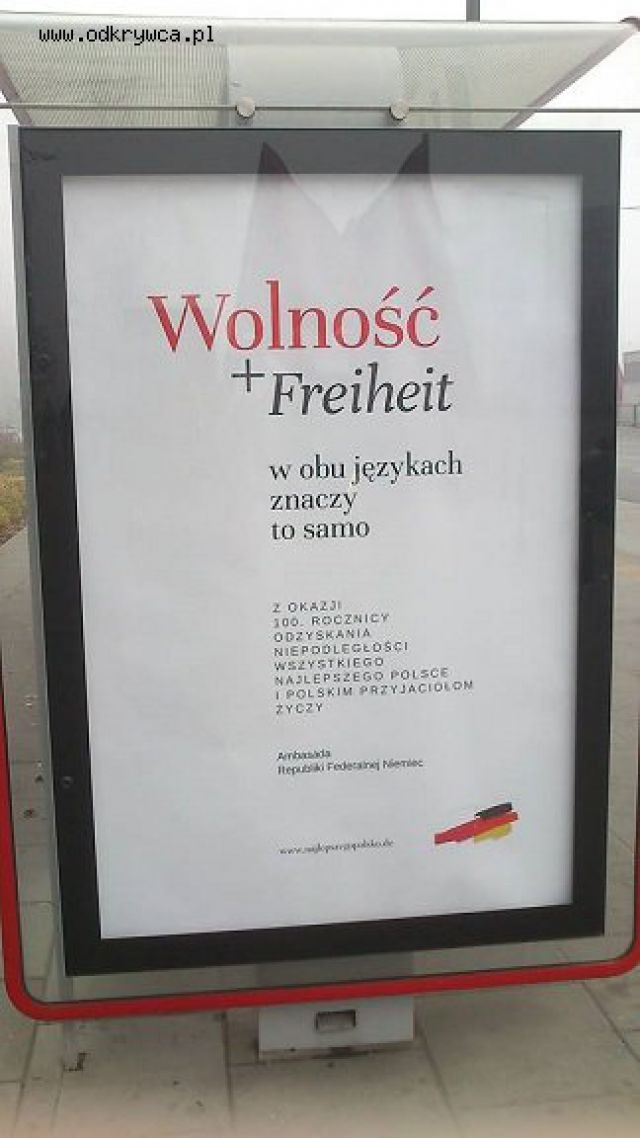 www.odkrywca.pl
Wolność
+Freiheit
w obu językach
znaczy
to samo
Z OKAZJI
100. ROCZNICY
ODZYSKANIA
NIEPODLEGŁOŚCI
WSZYSTKIEGO
NAJLEPSZEGO POLSCE
I POLSKIM PRZYJACIOŁOM
ŻYCZY
Ambasada
Republiki Federalnej Niemiec